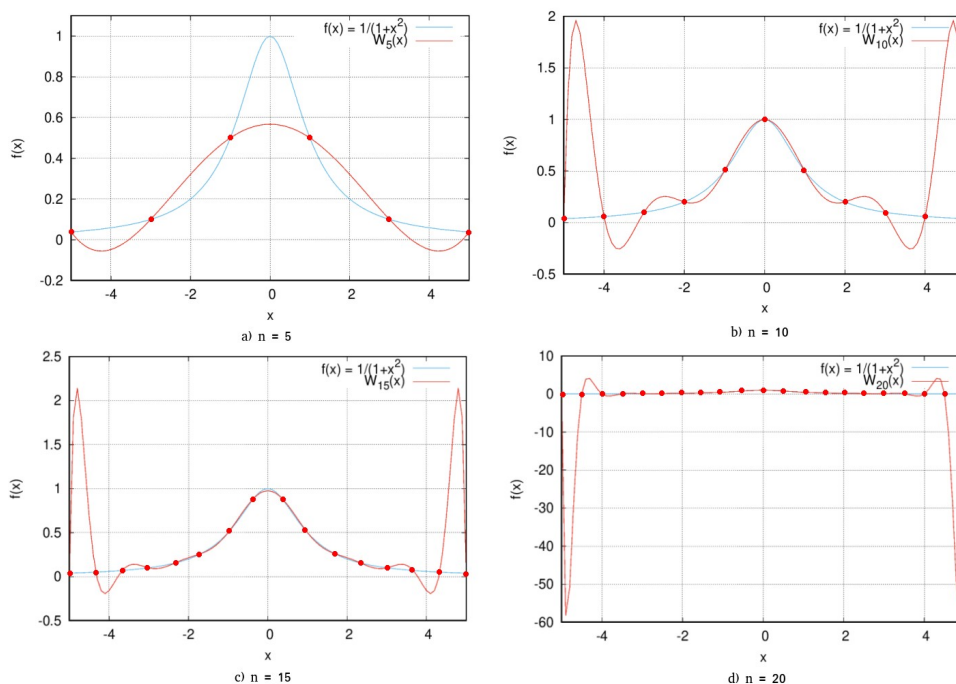 f(x) = 1/(1+x²)
W₅(x)
1
0.8
0.6
0.4
0.2
0
0.2
f(x)
-4
-2
0
2
4
x
a) n = 5
f(x) = 1/(1+x²)
W₁₀(x)
2
1.5
1
0.5
0
-0.5
f(x)
-4
-2
0
2
4
x
b) n = 10
f(x) = 1/(1+x²)
W₁₅(x)
2.5
2
1.5
1
0.5
0
-0.5
f(x)
-4
-2
0
2
4
x
c) n = 15
f(x) = 1/(1+x²)
W₂₀(x)
10
0
-10
-20
-30
-40
-50
-60
f(x)
-4
-2
0
2
4
x
d) n = 20